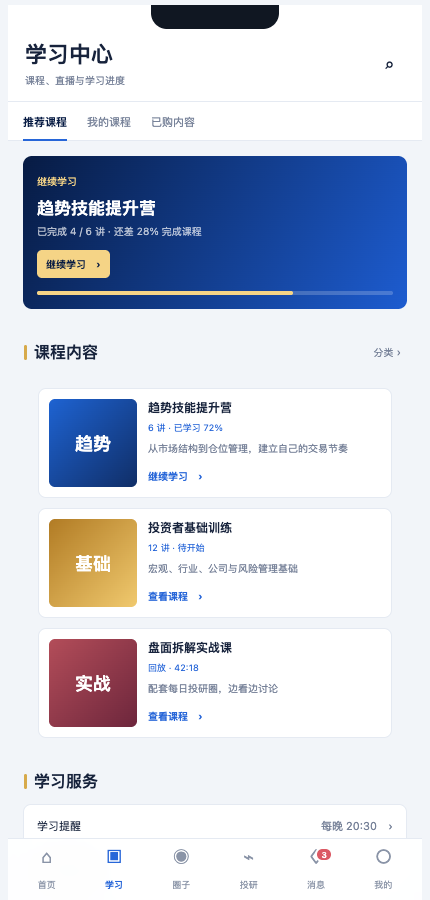 学习中心
课程、直播与学习进度
推荐课程 我的课程 已购内容
继续学习
趋势技能提升营
已完成 4 / 6 讲 · 还差 28% 完成课程
继续学习 ›
课程内容 分类 ›
趋势
趋势技能提升营
6 讲 · 已学习 72%
从市场结构到仓位管理，建立自己的交易节奏
继续学习 ›
基础
投资者基础训练
12 讲 · 待开始
宏观、行业、公司与风险管理基础
查看课程 ›
实战
盘面拆解实战课
回放 · 42:18
配套每日投研圈，边看边讨论
查看课程 ›
学习服务
学习提醒 每晚 20:30 ›
3
首页 学习 圈子 投研 消息 我的